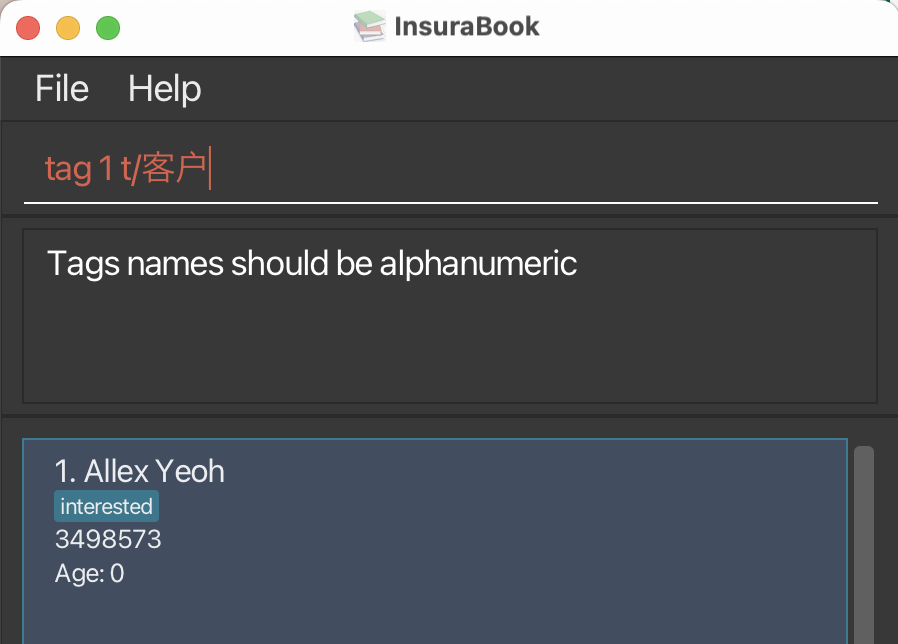 InsuraBook
File Help
tag 1 t/客户
Tags names should be alphanumeric
1. Allex Yeoh
interested
3498573
Age: 0